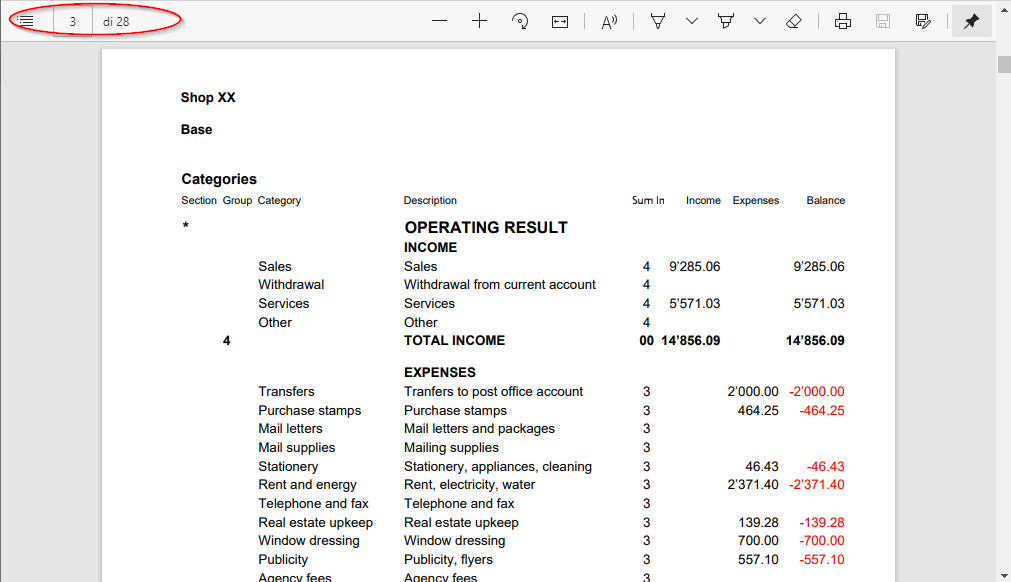 3 di 28
Shop XX
Base
Categories
Section Group Category Description Sum In Income Expenses Balance
* OPERATING RESULT
INCOME
Sales Sales 4 9'285.06 9'285.06
Withdrawal Withdrawal from current account 4
Services Services 4 5'571.03 5'571.03
Other Other 4
4 TOTAL INCOME 00 14'856.09 14'856.09
EXPENSES
Transfers Tranfers to post office account 3 2'000.00 -2'000.00
Purchase stamps Purchase stamps 3 464.25 -464.25
Mail letters Mail letters and packages 3
Mail supplies Mailing supplies 3
Stationery Stationery, appliances, cleaning 3 46.43 -46.43
Rent and energy Rent, electricity, water 3 2'371.40 -2'371.40
Telephone and fax Telephone and fax 3
Real estate upkeep Real estate upkeep 3 139.28 -139.28
Window dressing Window dressing 3 700.00 -700.00
Publicity Publicity, flyers 3 557.10 -557.10
Agency fees Agency fees 3